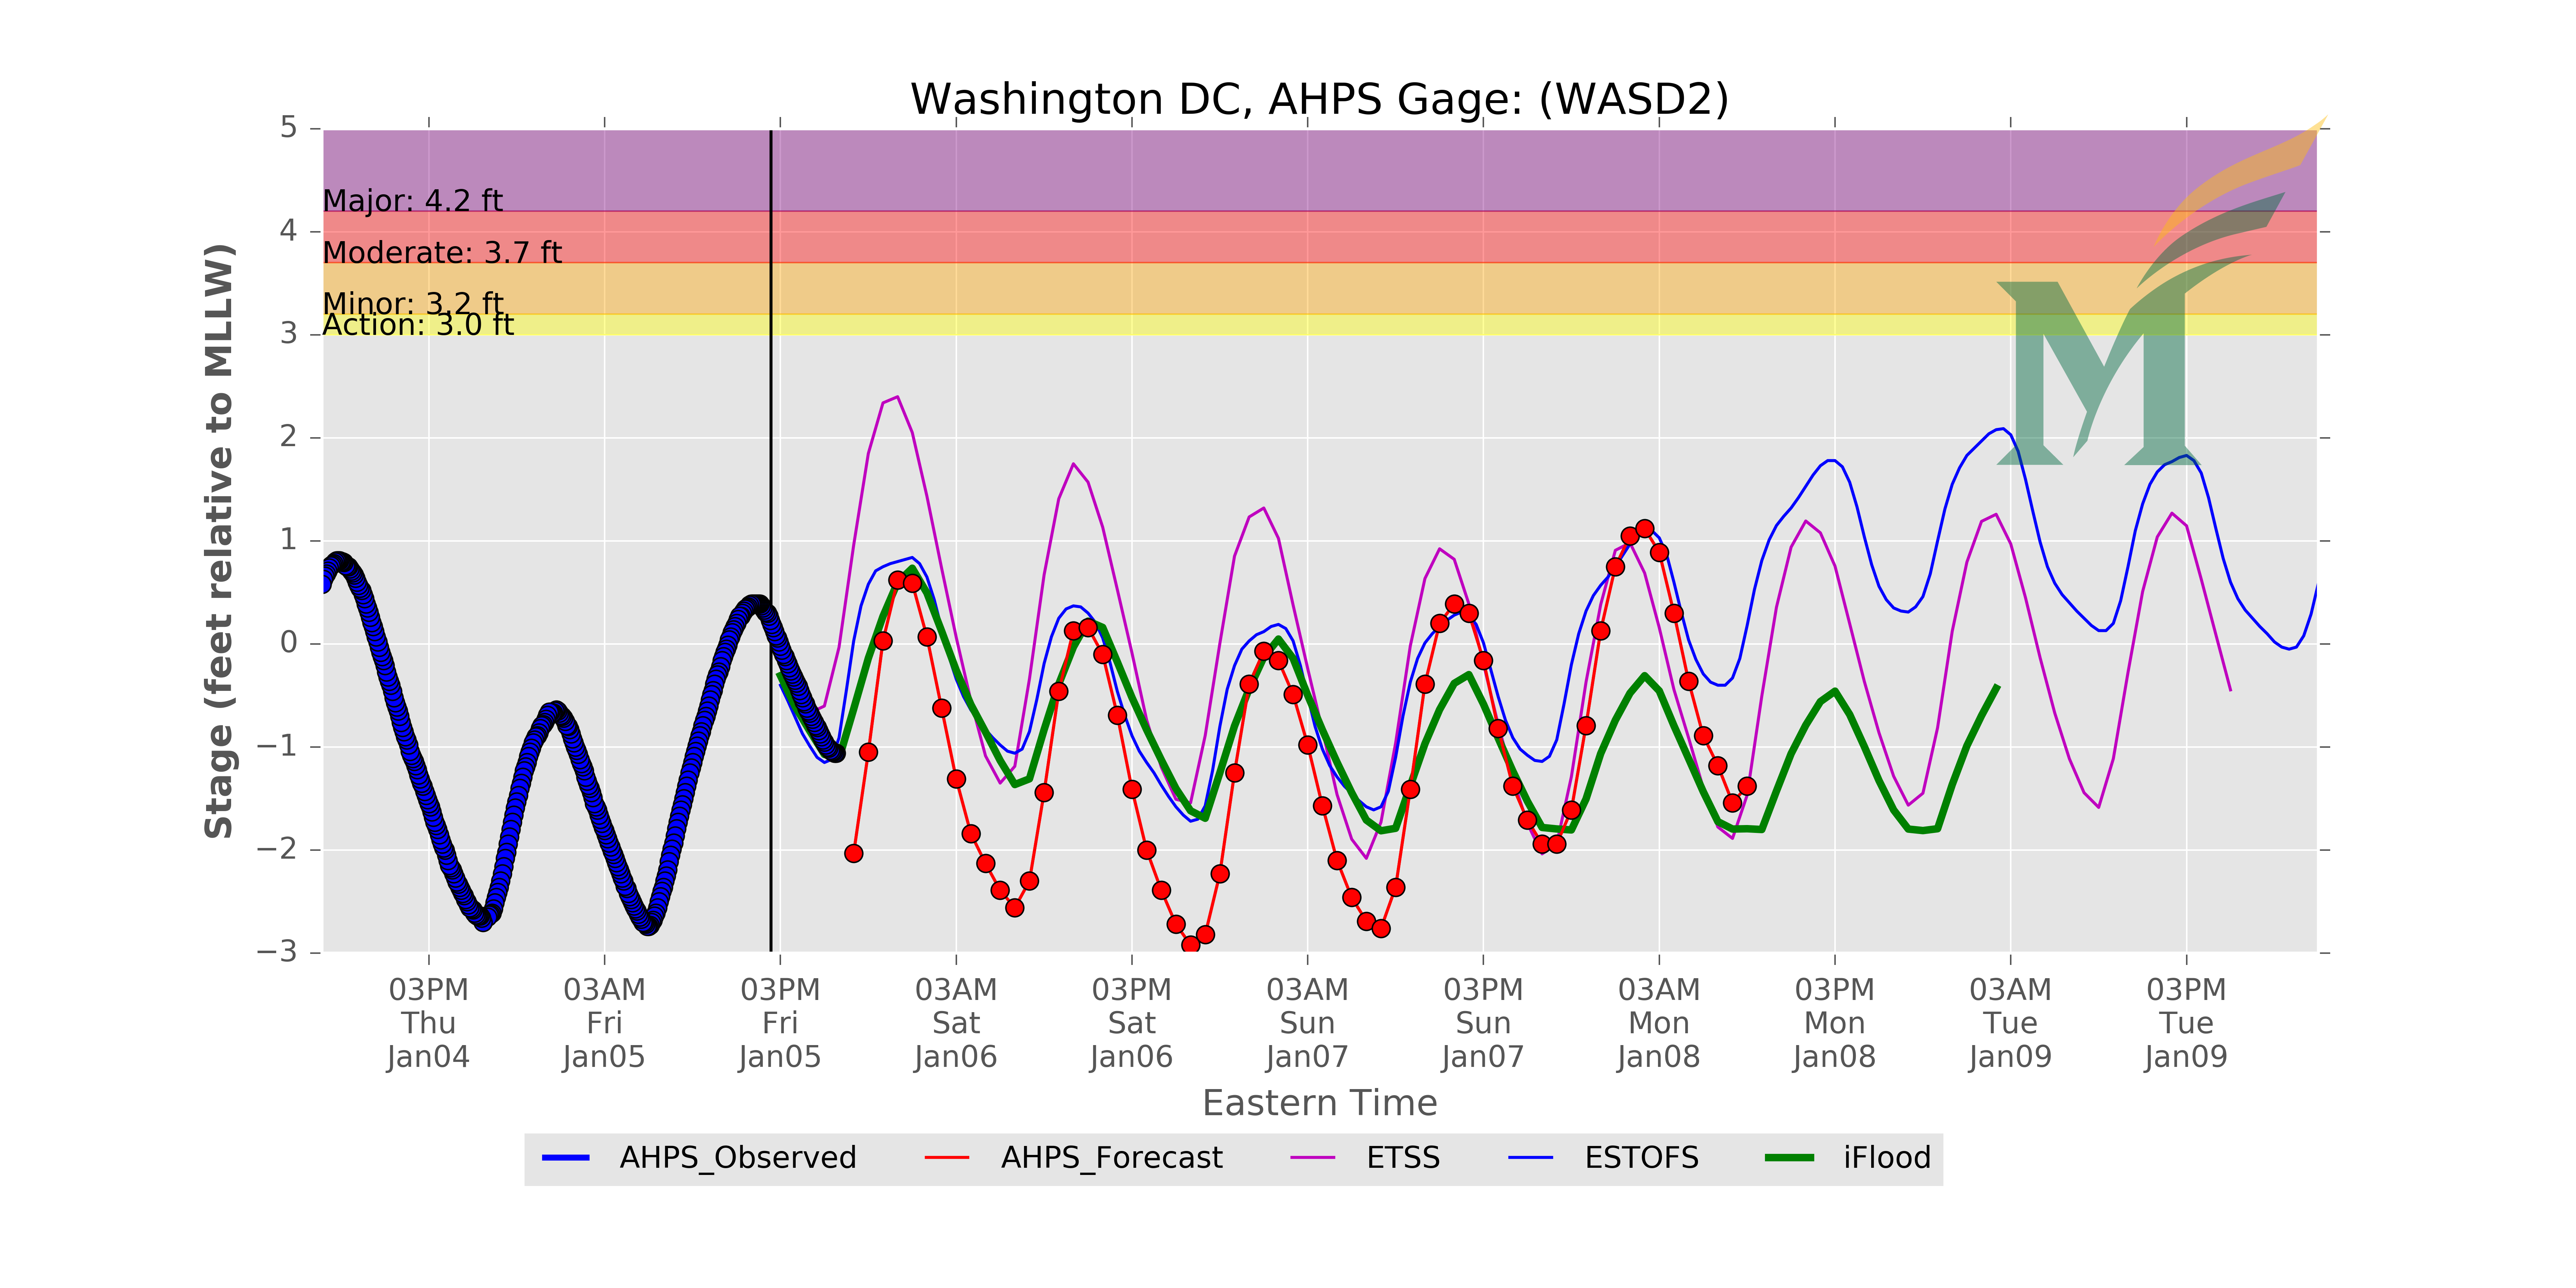 Washington DC, AHPS Gage: (WASD2)
5
4
3
2
1
0
−1
−2
−3
Stage (feet relative to MLLW)
Major: 4.2 ft
Moderate: 3.7 ft
Minor: 3.2 ft
Action: 3.0 ft
M
03PM
Thu
Jan04
03AM
Fri
Jan05
03PM
Fri
Jan05
03AM
Sat
Jan06
03PM
Sat
Jan06
03AM
Sun
Jan07
03PM
Sun
Jan07
03AM
Mon
Jan08
03PM
Mon
Jan08
03AM
Tue
Jan09
03PM
Tue
Jan09
Eastern Time
AHPS_Observed AHPS_Forecast ETSS ESTOFS iFlood